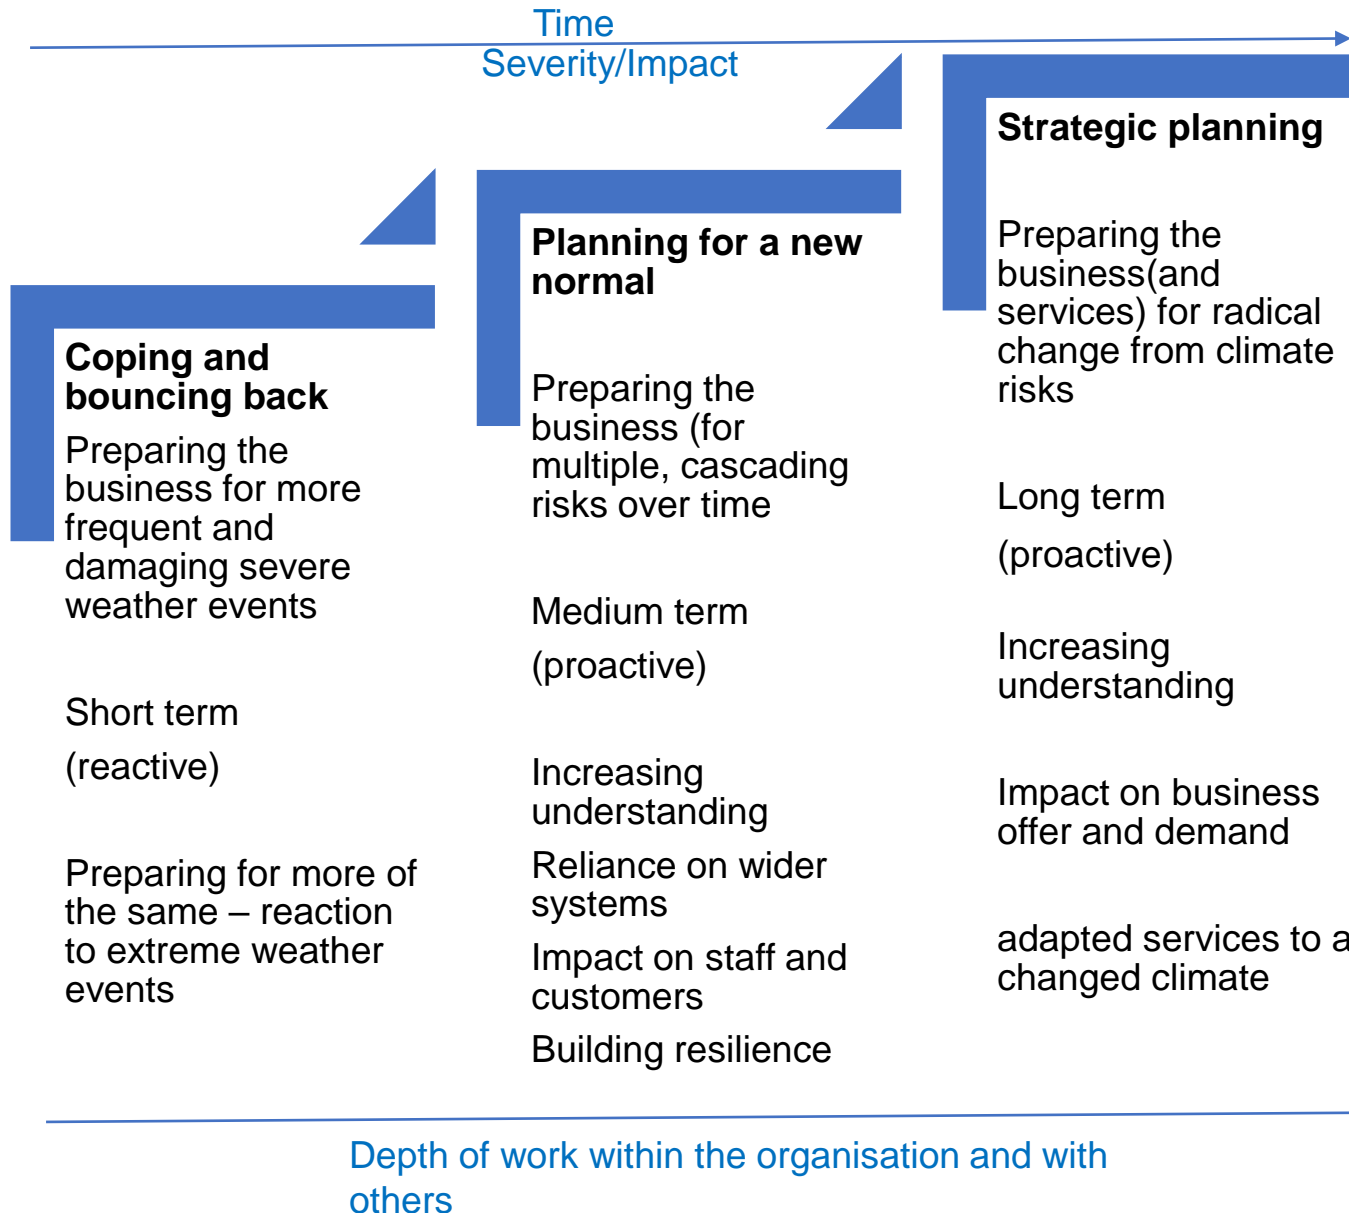 Time
Severity/Impact
Coping and
bouncing back
Preparing the
business for more
frequent and
damaging severe
weather events
Short term
(reactive)
Preparing for more of
the same – reaction
to extreme weather
events
Planning for a new
normal
Preparing the
business (for
multiple, cascading
risks over time
Medium term
(proactive)
Increasing
understanding
Reliance on wider
systems
Impact on staff and
customers
Building resilience
Strategic planning
Preparing the
business(and
services) for radical
change from climate
risks
Long term
(proactive)
Increasing
understanding
Impact on business
offer and demand
adapted services to a
changed climate
Depth of work within the organisation and with
others